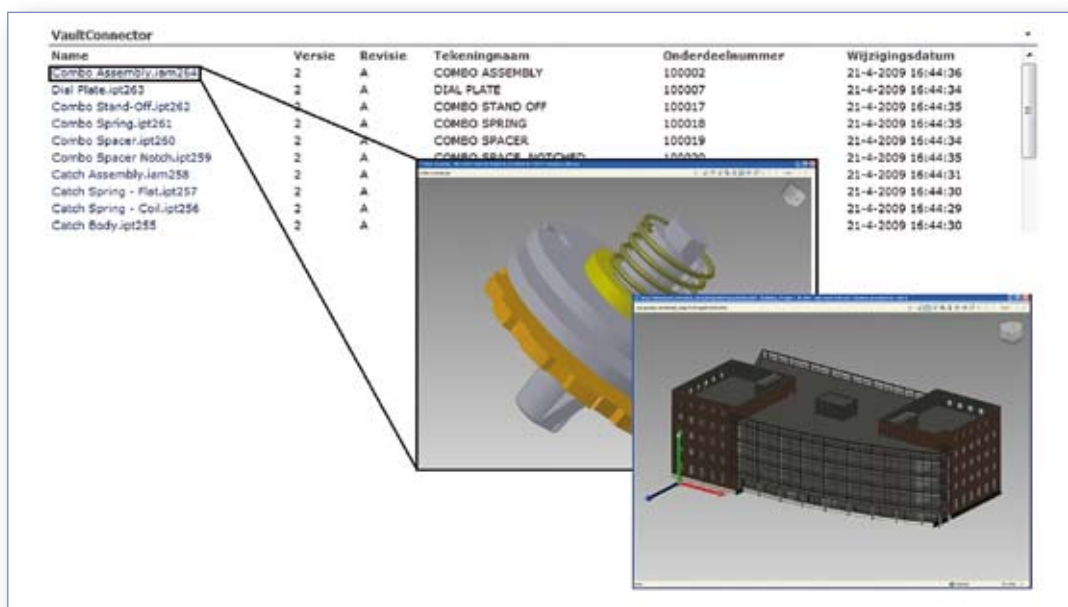 VaultConnector
Name Versie Revisie Tekeningnaam Onderdeelnummer Wijzigingsdatum
Combo Assembly.iam264 2 A COMBO ASSEMBLY 100002 21-4-2009 16:44:36
Dial Plate.ipt263 2 A DIAL PLATE 100007 21-4-2009 16:44:34
Combo Stand-Off.ipt262 2 A COMBO STAND OFF 100017 21-4-2009 16:44:35
Combo Spring.ipt261 2 A COMBO SPRING 100018 21-4-2009 16:44:35
Combo Spacer.ipt260 2 A COMBO SPACER 100019 21-4-2009 16:44:34
Combo Spacer Notch.ipt259 2 A COMBO SPACE, NOTCHED 100020 21-4-2009 16:44:35
Catch Assembly.iam258 2 A 21-4-2009 16:44:31
Catch Spring - Flat.ipt257 2 A 21-4-2009 16:44:30
Catch Spring - Coil.ipt256 2 A 21-4-2009 16:44:29
Catch Body.ipt255 2 A 21-4-2009 16:44:30